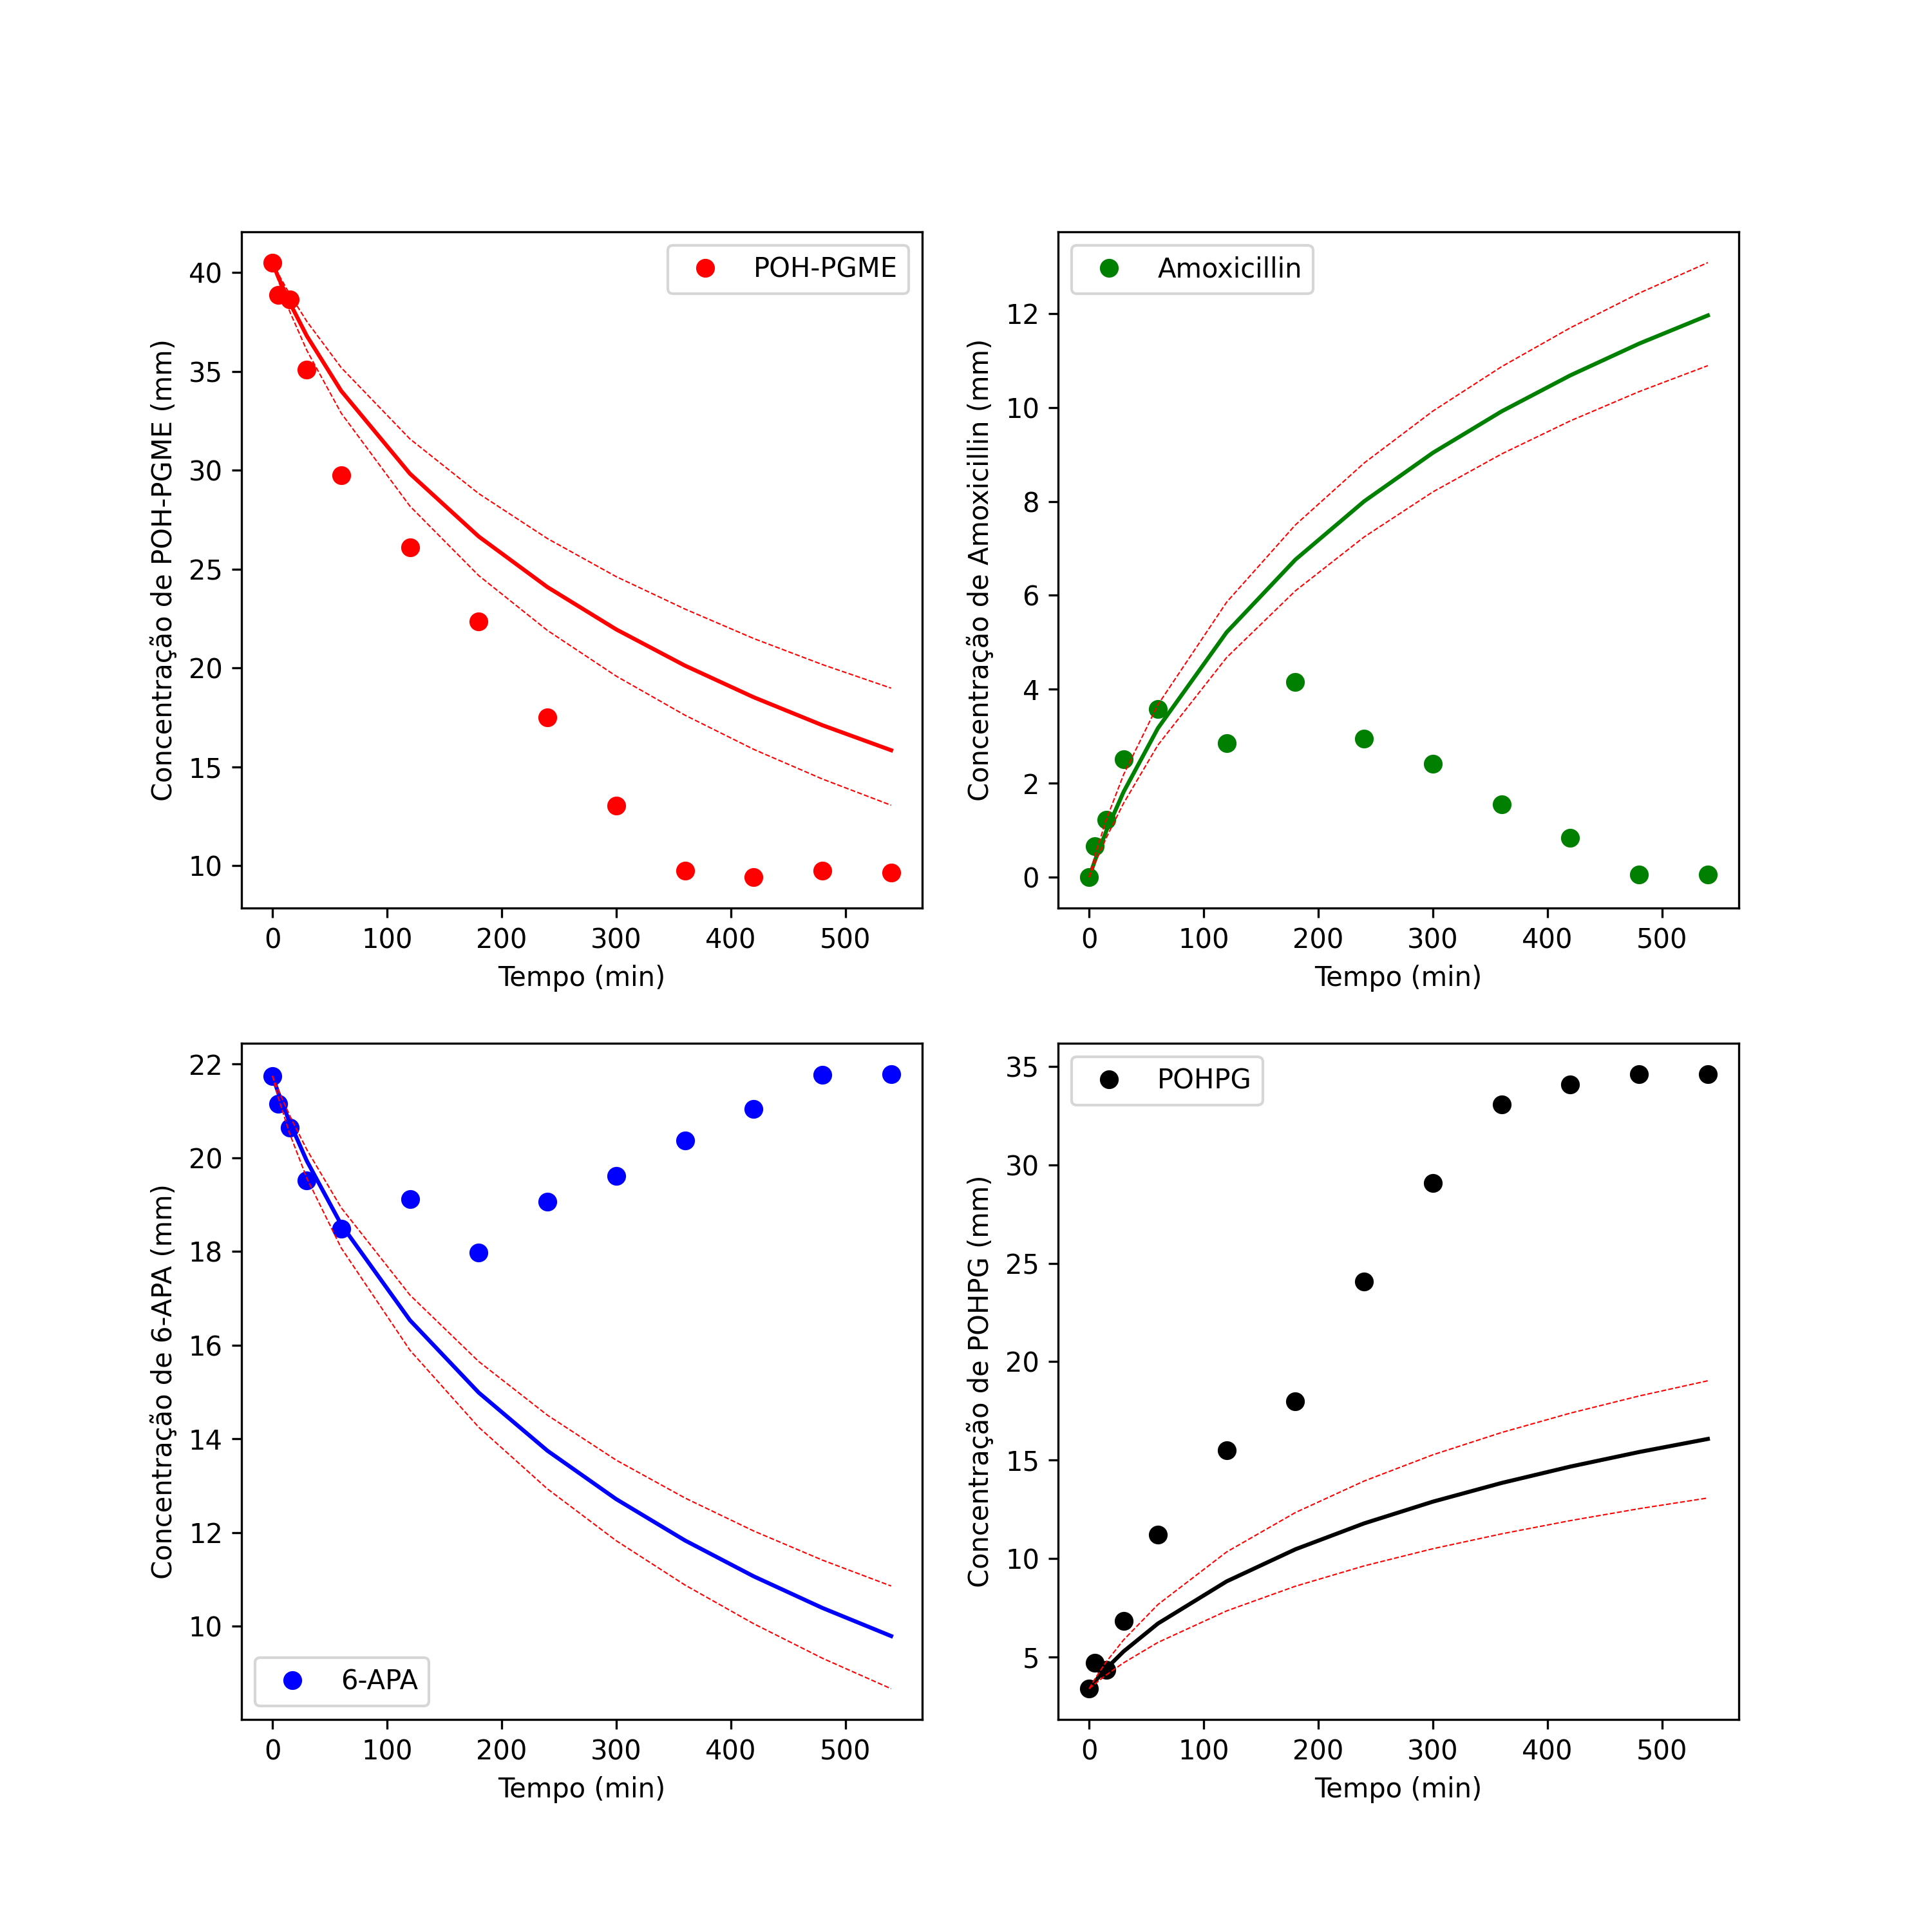 POH-PGME
Concentração de POH-PGME (mm)
40
35
30
25
20
15
10
0 100 200 300 400 500
Tempo (min)
Amoxicillin
Concentração de Amoxicillin (mm)
12
10
8
6
4
2
0
0 100 200 300 400 500
Tempo (min)
6-APA
Concentração de 6-APA (mm)
22
20
18
16
14
12
10
0 100 200 300 400 500
Tempo (min)
POHPG
Concentração de POHPG (mm)
35
30
25
20
15
10
5
0 100 200 300 400 500
Tempo (min)